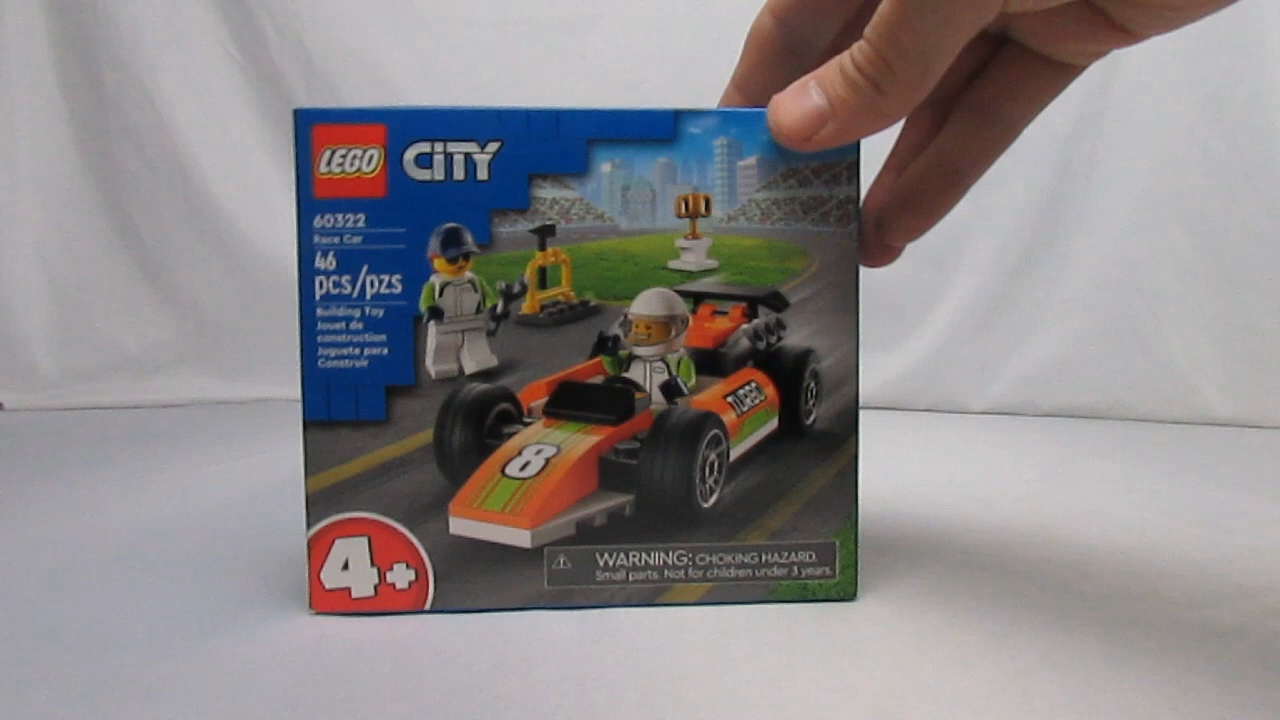 LEGO CITY
60322
Race Car
46
pcs/pzs
Building Toy
Jouet de
construction
Juguete para
Construir
TURBO
8
4+
WARNING: CHOKING HAZARD.
Small parts. Not for children under 3 years.